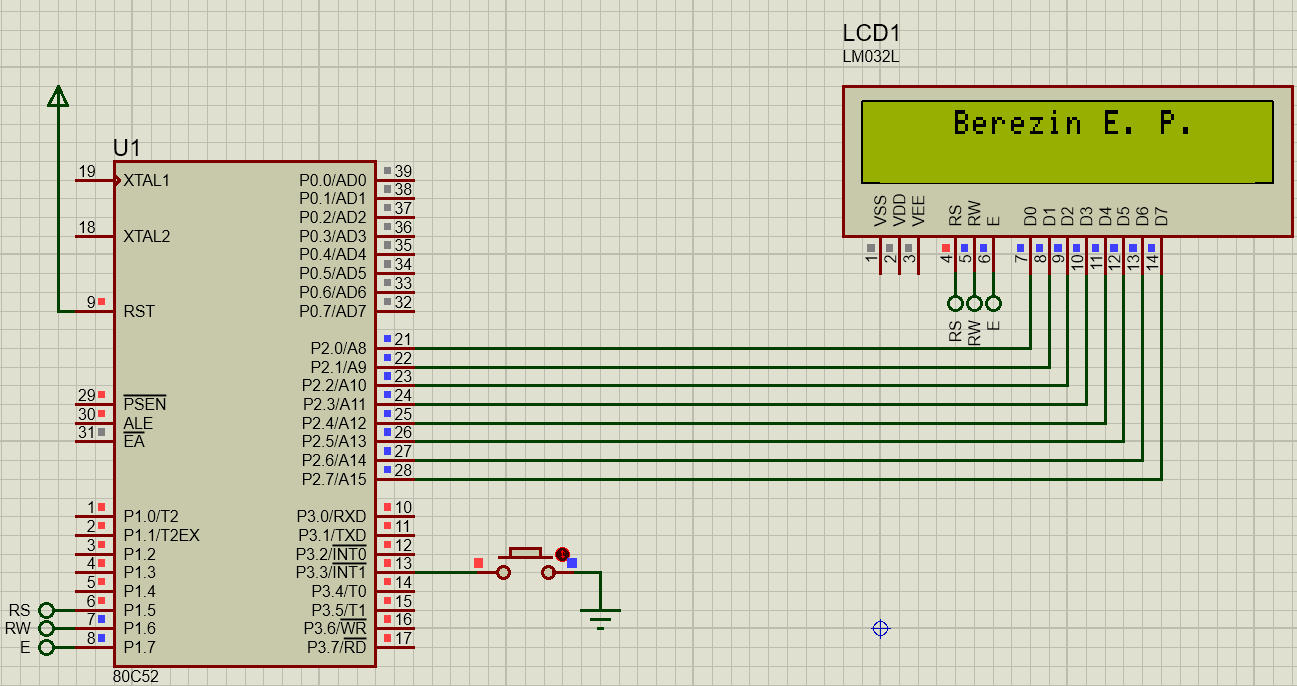 LCD1
LM032L
Berezin E. P.
VSS VDD VEE RS RW E D0 D1 D2 D3 D4 D5 D6 D7
1 2 3 4 5 6 7 8 9 10 11 12 13 14
RS RW E
U1
19 XTAL1 P0.0/AD0 39
P0.1/AD1 38
P0.2/AD2 37
18 XTAL2 P0.3/AD3 36
P0.4/AD4 35
P0.5/AD5 34
P0.6/AD6 33
9 RST P0.7/AD7 32
P2.0/A8 21
P2.1/A9 22
P2.2/A10 23
29 PSEN P2.3/A11 24
30 ALE P2.4/A12 25
31 EA P2.5/A13 26
P2.6/A14 27
P2.7/A15 28
1 P1.0/T2 P3.0/RXD 10
2 P1.1/T2EX P3.1/TXD 11
3 P1.2 P3.2/INT0 12
4 P1.3 P3.3/INT1 13
5 P1.4 P3.4/T0 14
RS 6 P1.5 P3.5/T1 15
RW 7 P1.6 P3.6/WR 16
E 8 P1.7 P3.7/RD 17
80C52